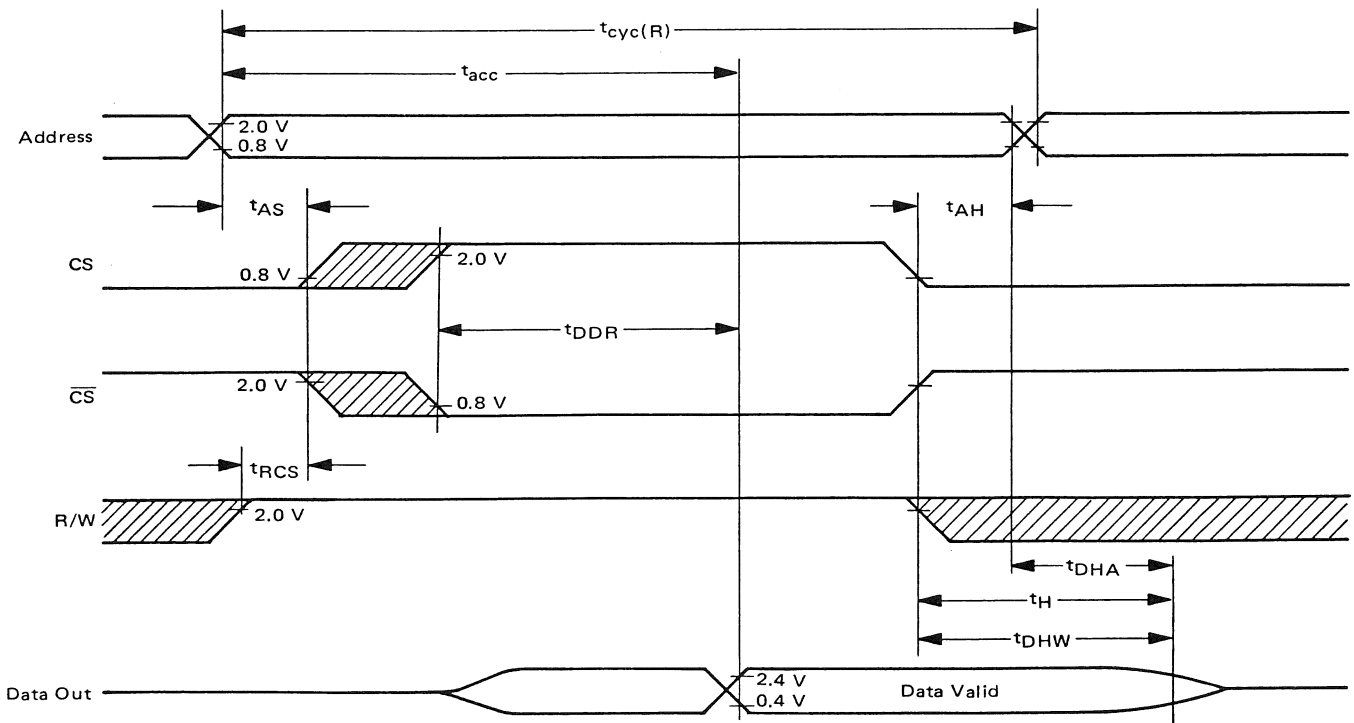 tcyc(R)
tacc
Address
2.0 V
0.8 V
tAS
tAH
CS
0.8 V
2.0 V
tDDR
CS
2.0 V
0.8 V
tRCS
R/W
2.0 V
tDHA
tH
tDHW
Data Out
2.4 V
0.4 V
Data Valid